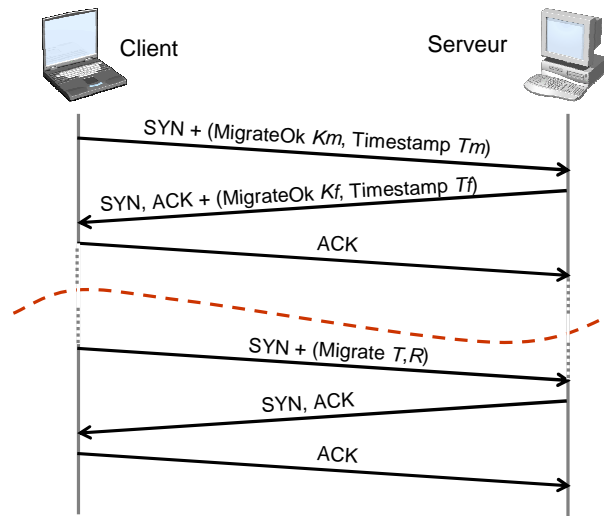 Client
Serveur
SYN + (MigrateOk Km, Timestamp Tm)
SYN, ACK + (MigrateOk Kf, Timestamp Tf)
ACK
SYN + (Migrate T,R)
SYN, ACK
ACK